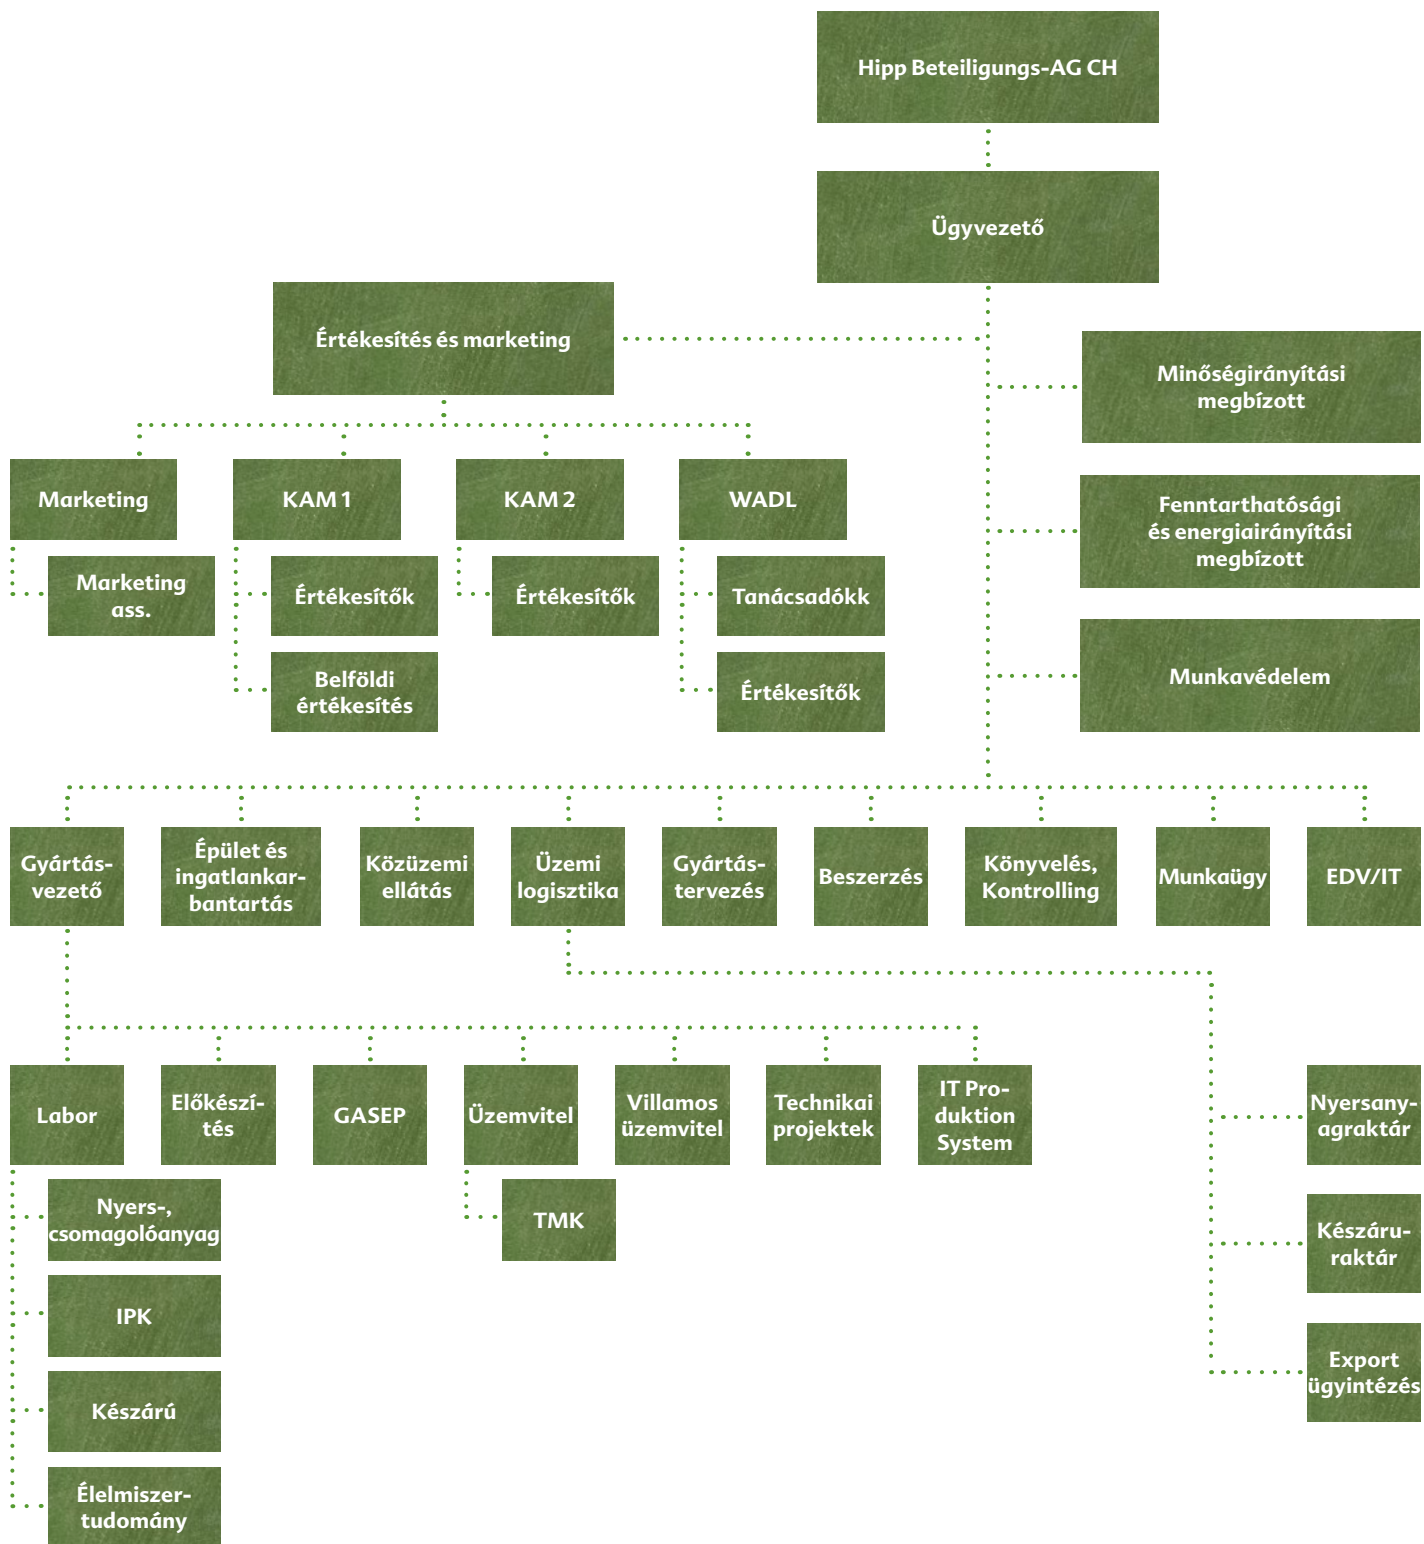 Hipp Beteiligungs-AG CH
Ügyvezető
Értékesítés és marketing
Minőségirányítási
megbízott
Fenntarthatósági
és energiairányítási
megbízott
Munkavédelem
Marketing
KAM 1
KAM 2
WADL
Marketing
ass.
Értékesítők
Értékesítők
Tanácsadókk
Belföldi
értékesítés
Értékesítők
Gyártás-
vezető
Épület és
ingatlankar-
bantartás
Közüzemi
ellátás
Üzemi
logisztika
Gyártás-
tervezés
Beszerzés
Könyvelés,
Kontrolling
Munkaügy
EDV/IT
Labor
Előkészí-
tés
GASEP
Üzemvitel
Villamos
üzemvitel
Technikai
projektek
IT Pro-
duktion
System
Nyersany-
agraktár
Nyers-,
csomagolóanyag
TMK
Készáru-
raktár
IPK
Export
ügyintézés
Készárú
Élelmiszer-
tudomány